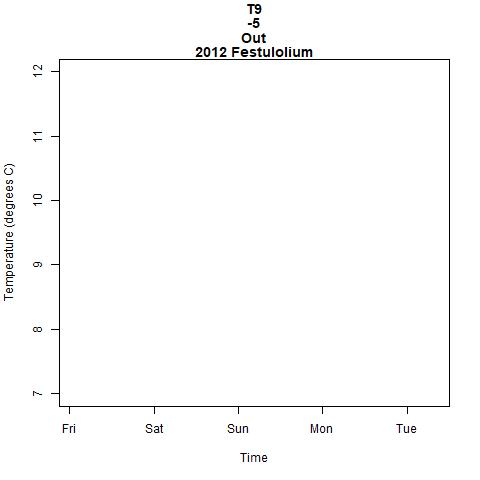 T9
-5
Out
2012 Festulolium
Temperature (degrees C)
12
11
10
9
8
7
Fri Sat Sun Mon Tue
Time